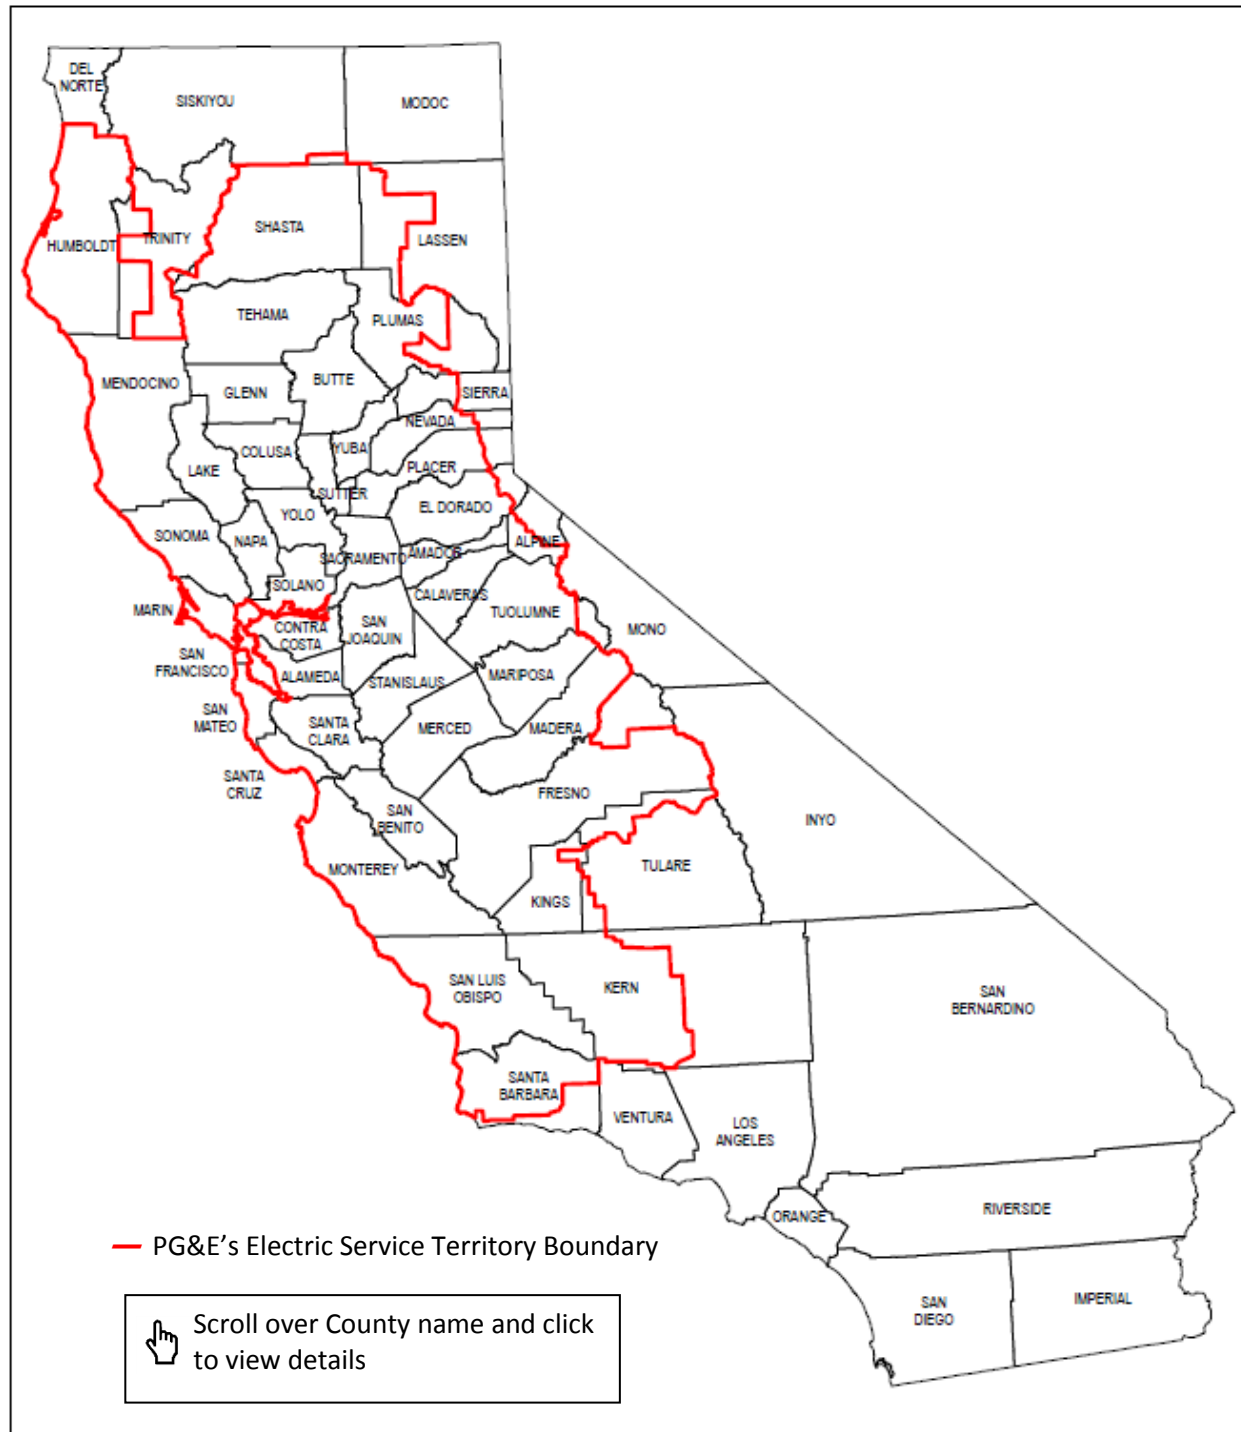 DEL
NORTE
SISKIYOU
MODOC
HUMBOLDT
TRINITY
SHASTA
LASSEN
TEHAMA
PLUMAS
MENDOCINO
GLENN
BUTTE
SIERRA
NEVADA
COLUSA
YUBA
LAKE
PLACER
SUTTER
EL DORADO
YOLO
SONOMA
NAPA
ALPINE
SACRAMENTO
AMADOR
SOLANO
CALAVERAS
TUOLUMNE
MARIN
MONO
CONTRA
COSTA
SAN
JOAQUIN
SAN
FRANCISCO
ALAMEDA
STANISLAUS
MARIPOSA
SAN
MATEO
SANTA
CLARA
MERCED
MADERA
SANTA
CRUZ
FRESNO
SAN
BENITO
INYO
MONTEREY
TULARE
KINGS
SAN LUIS
OBISPO
KERN
SAN
BERNARDINO
SANTA
BARBARA
VENTURA
LOS
ANGELES
ORANGE
RIVERSIDE
SAN
DIEGO
IMPERIAL
PG&E’s Electric Service Territory Boundary
Scroll over County name and click
to view details